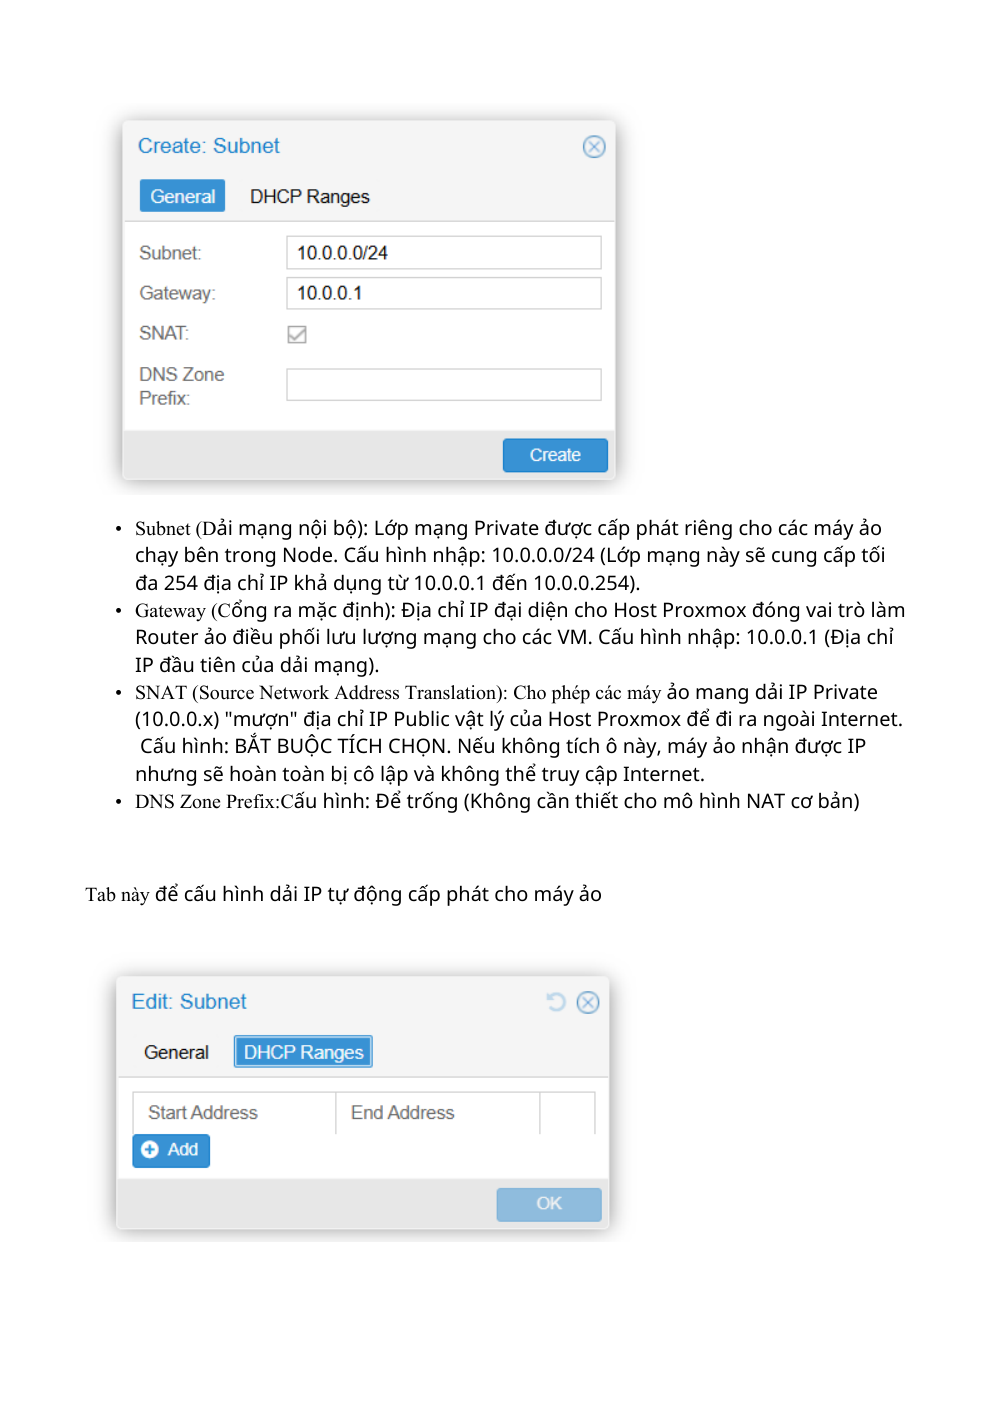 Create: Subnet
General DHCP Ranges
Subnet: 10.0.0.0/24
Gateway: 10.0.0.1
SNAT:
DNS Zone
Prefix:
Create
• Subnet (Dải mạng nội bộ): Lớp mạng Private được cấp phát riêng cho các máy ảo
chạy bên trong Node. Cấu hình nhập: 10.0.0.0/24 (Lớp mạng này sẽ cung cấp tối
đa 254 địa chỉ IP khả dụng từ 10.0.0.1 đến 10.0.0.254).
• Gateway (Cổng ra mặc định): Địa chỉ IP đại diện cho Host Proxmox đóng vai trò làm
Router ảo điều phối lưu lượng mạng cho các VM. Cấu hình nhập: 10.0.0.1 (Địa chỉ
IP đầu tiên của dải mạng).
• SNAT (Source Network Address Translation): Cho phép các máy ảo mang dải IP Private
(10.0.0.x) "mượn" địa chỉ IP Public vật lý của Host Proxmox để đi ra ngoài Internet.
Cấu hình: BẮT BUỘC TÍCH CHỌN. Nếu không tích ô này, máy ảo nhận được IP
nhưng sẽ hoàn toàn bị cô lập và không thể truy cập Internet.
• DNS Zone Prefix:Cấu hình: Để trống (Không cần thiết cho mô hình NAT cơ bản)
Tab này để cấu hình dải IP tự động cấp phát cho máy ảo
Edit: Subnet
General DHCP Ranges
Start Address End Address
Add
OK